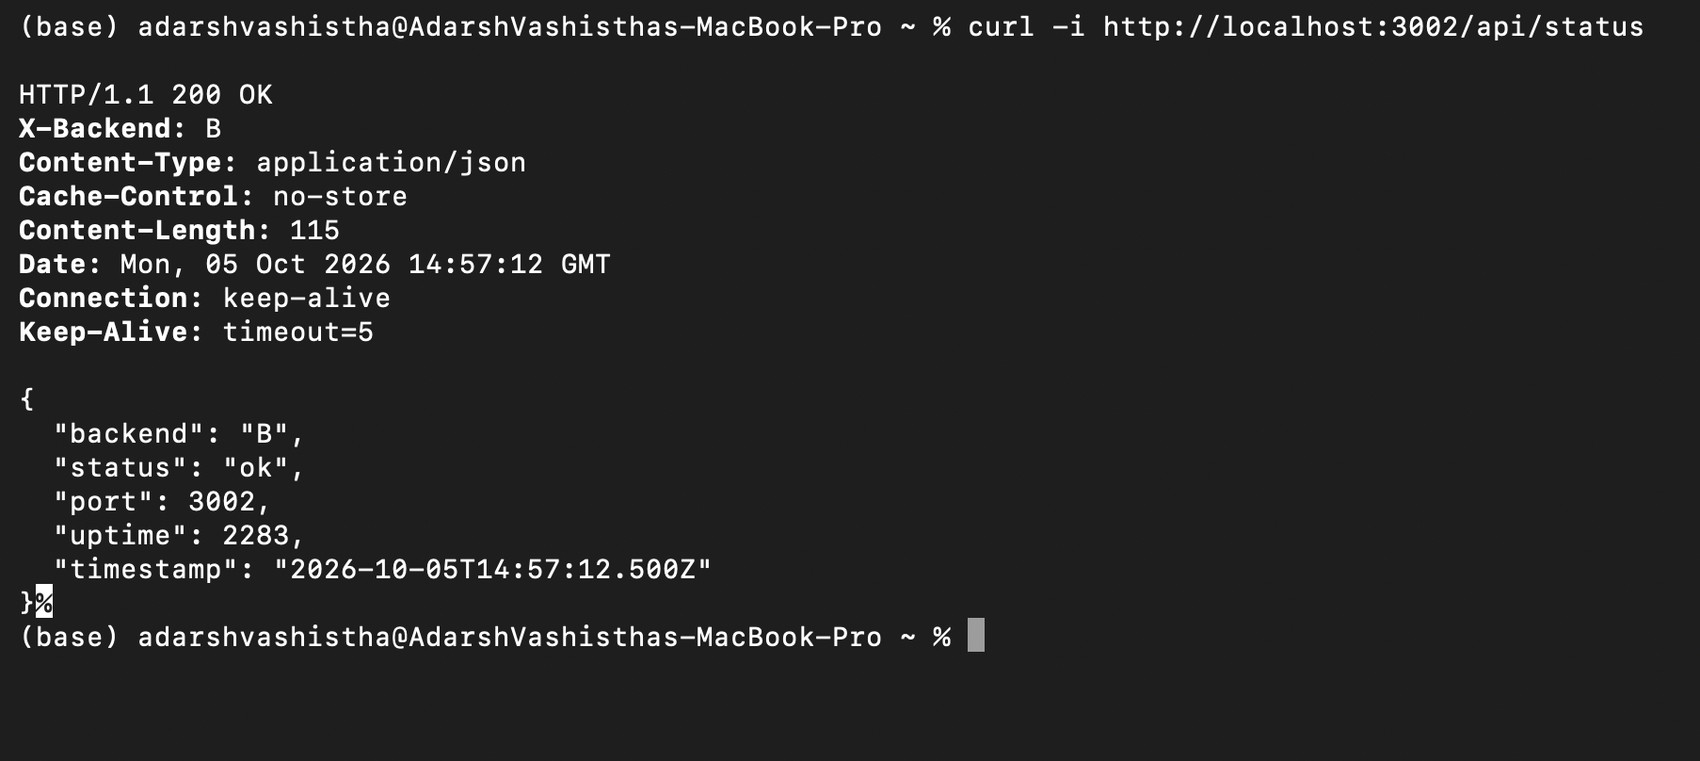 (base) adarshvashistha@AdarshVashisthas-MacBook-Pro ~ % curl -i http://localhost:3002/api/status
HTTP/1.1 200 OK
X-Backend: B
Content-Type: application/json
Cache-Control: no-store
Content-Length: 115
Date: Mon, 05 Oct 2026 14:57:12 GMT
Connection: keep-alive
Keep-Alive: timeout=5
{
  "backend": "B",
  "status": "ok",
  "port": 3002,
  "uptime": 2283,
  "timestamp": "2026-10-05T14:57:12.500Z"
}%
(base) adarshvashistha@AdarshVashisthas-MacBook-Pro ~ %